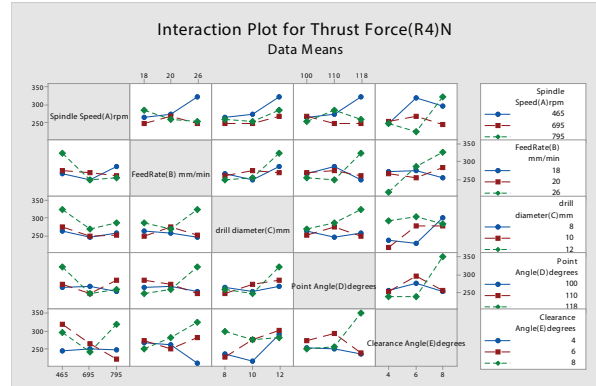 Interaction Plot for Thrust Force(R4)N
Data Means
18 20 26 100 110 118
350
300
250
Spindle Speed(A)rpm
Spindle
Speed(A)rpm
465
695
795
350
300
250
FeedRate(B) mm/min
FeedRate(B)
mm/min
18
20
26
350
300
250
drill diameter(C)mm
drill
diameter(C)mm
8
10
12
350
300
250
Point Angle(D)degrees
Point
Angle(D)degrees
100
110
118
350
300
250
Clearance Angle(E)degrees
Clearance
Angle(E)degrees
4
6
8
465 695 795 8 10 12 4 6 8